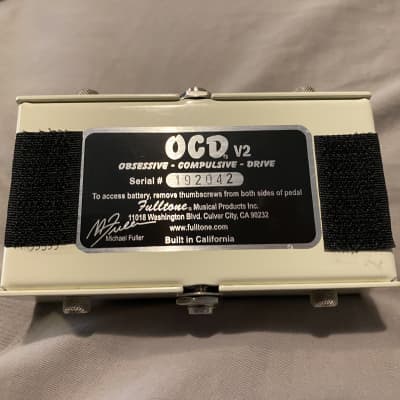 OCD V2
OBSESSIVE - COMPULSIVE - DRIVE
Serial # 192042
To access battery, remove thumbscrews from both sides of pedal
Fulltone® Musical Products Inc.
11018 Washington Blvd. Culver City, CA 90232
www.fulltone.com
M Fuller
Michael Fuller
Built in California